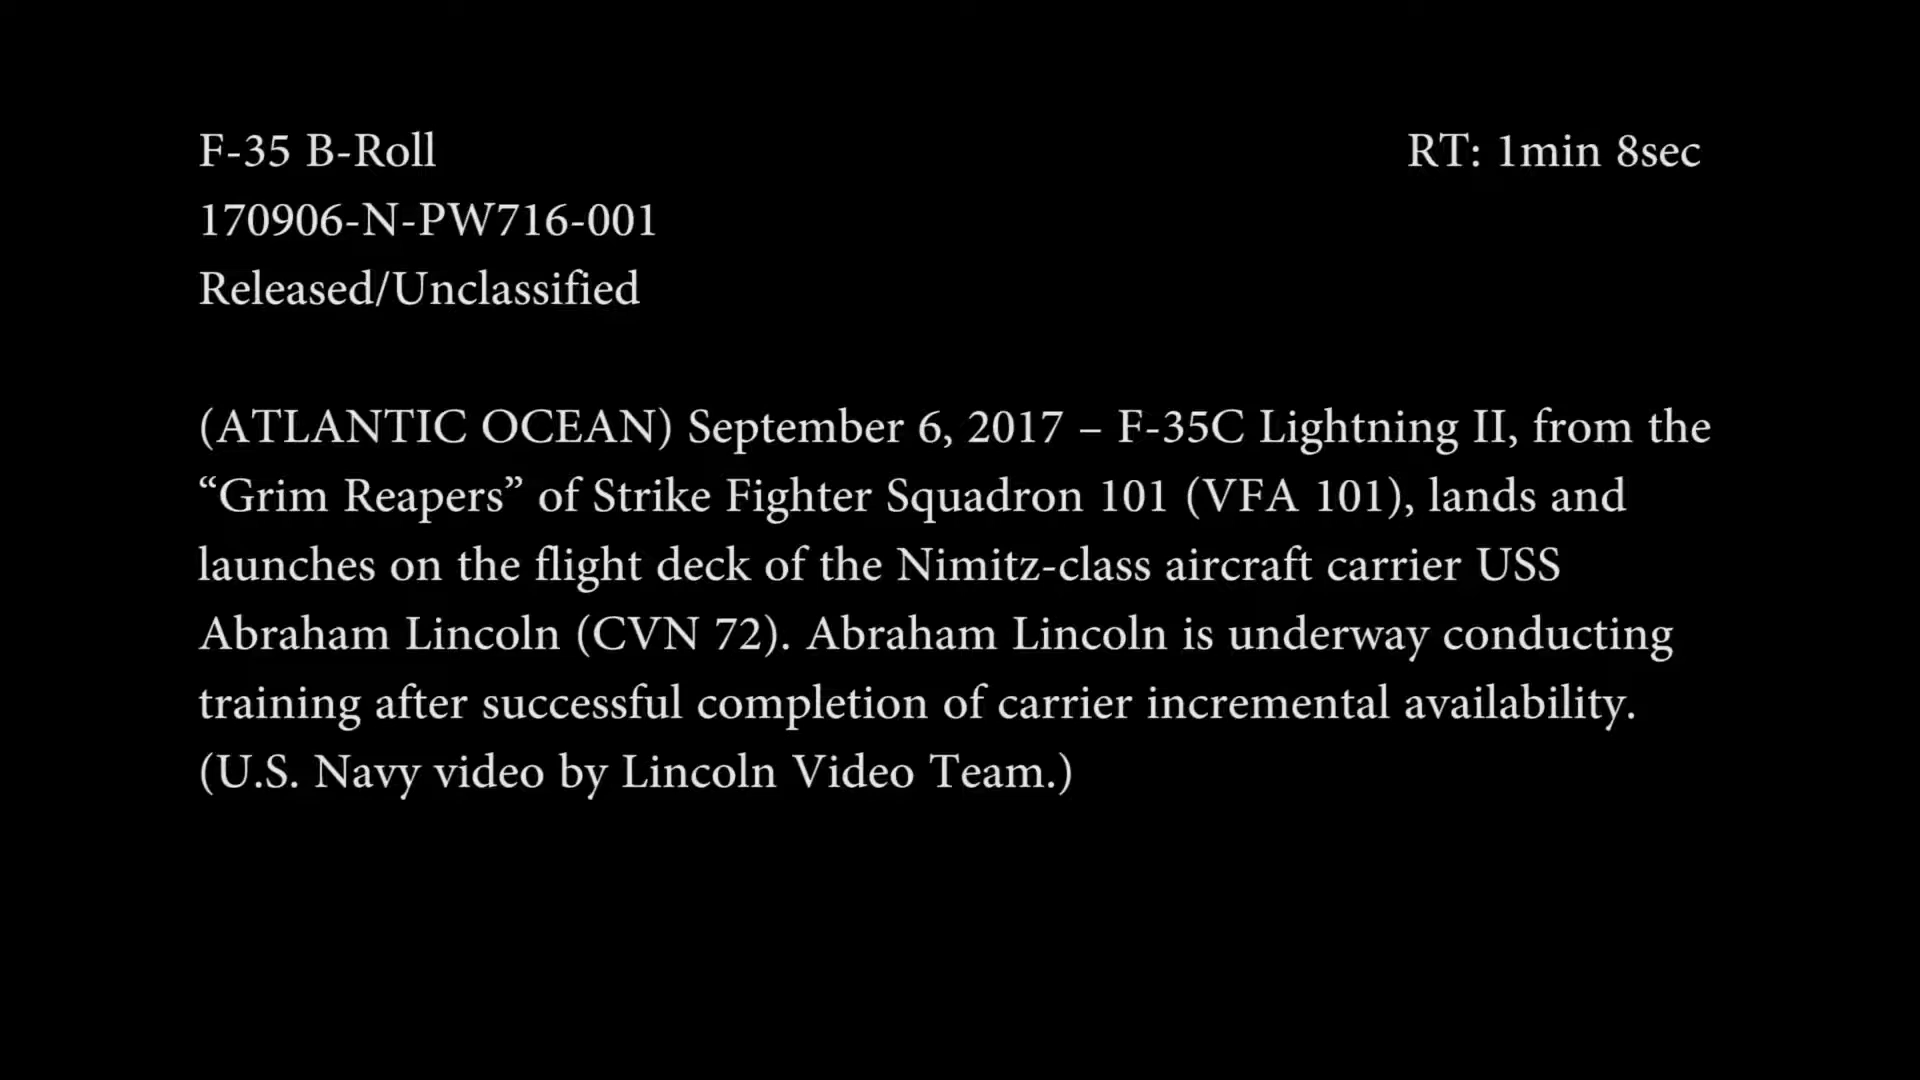 F-35 B-Roll
RT: 1min 8sec
170906-N-PW716-001
Released/Unclassified
(ATLANTIC OCEAN) September 6, 2017 – F-35C Lightning II, from the
“Grim Reapers” of Strike Fighter Squadron 101 (VFA 101), lands and
launches on the flight deck of the Nimitz-class aircraft carrier USS
Abraham Lincoln (CVN 72). Abraham Lincoln is underway conducting
training after successful completion of carrier incremental availability.
(U.S. Navy video by Lincoln Video Team.)